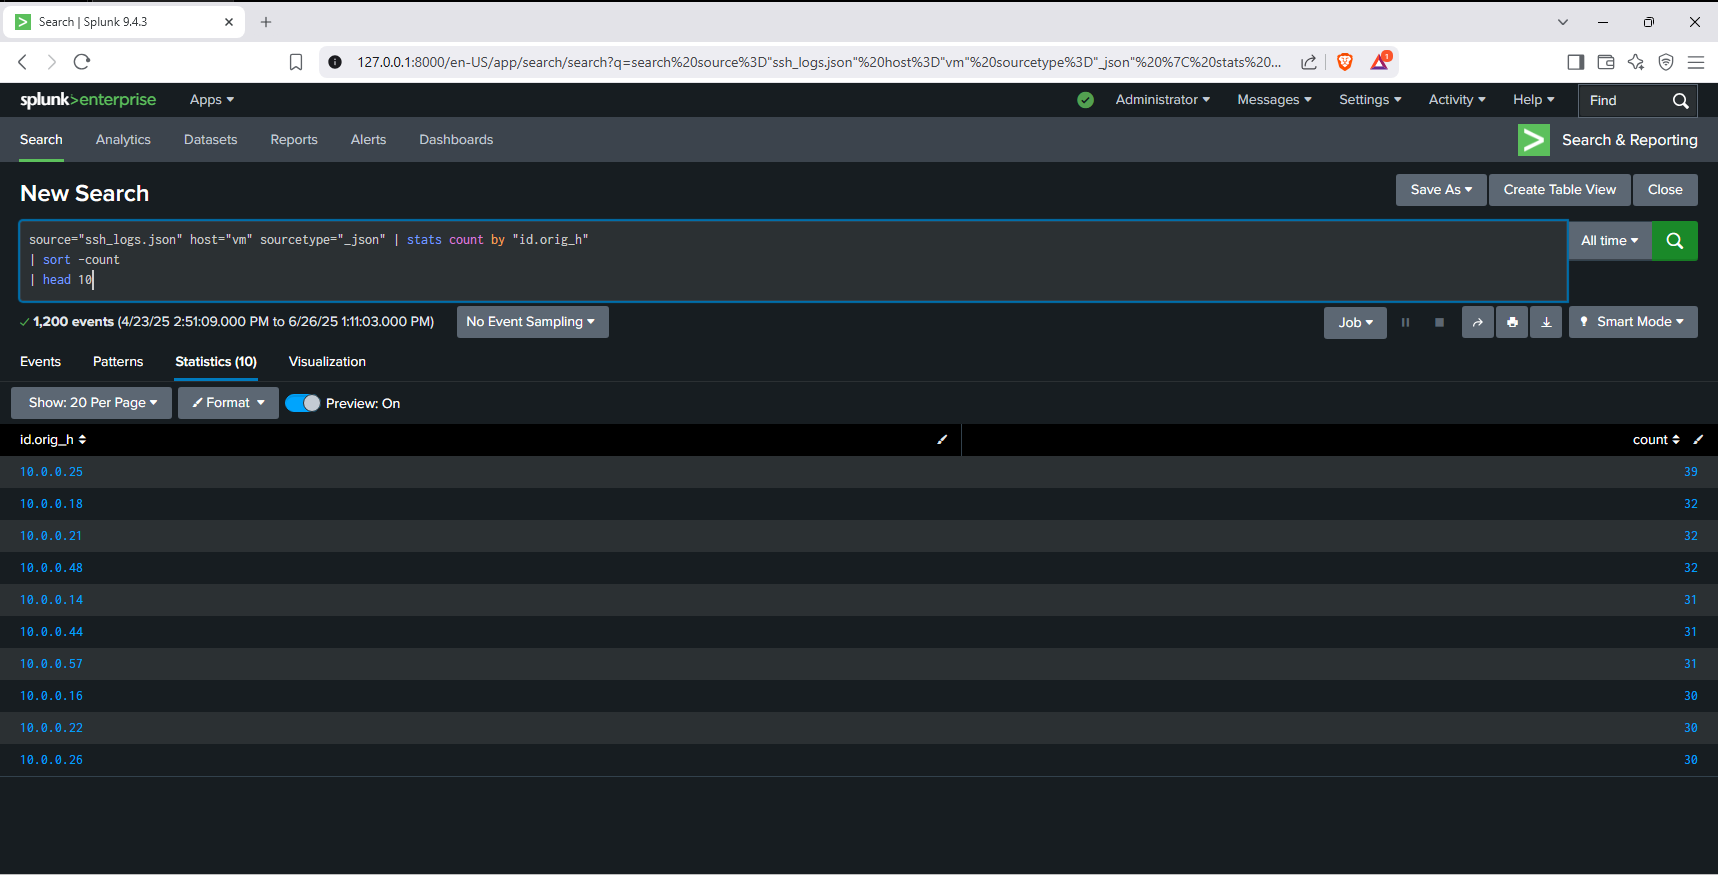 Search | Splunk 9.4.3
127.0.0.1:8000/en-US/app/search/search?q=search%20source%3D"ssh_logs.json"%20host%3D"vm"%20sourcetype%3D"_json"%20%7C%20stats%20...
1
splunk>enterprise Apps Administrator Messages Settings Activity Help Find
Search Analytics Datasets Reports Alerts Dashboards Search & Reporting
New Search Save As Create Table View Close
source="ssh_logs.json" host="vm" sourcetype="_json" | stats count by "id.orig_h"
| sort -count
| head 10
All time
1,200 events (4/23/25 2:51:09.000 PM to 6/26/25 1:11:03.000 PM) No Event Sampling Job Smart Mode
Events Patterns Statistics (10) Visualization
Show: 20 Per Page Format Preview: On
id.orig_h count
10.0.0.25 39
10.0.0.18 32
10.0.0.21 32
10.0.0.48 32
10.0.0.14 31
10.0.0.44 31
10.0.0.57 31
10.0.0.16 30
10.0.0.22 30
10.0.0.26 30